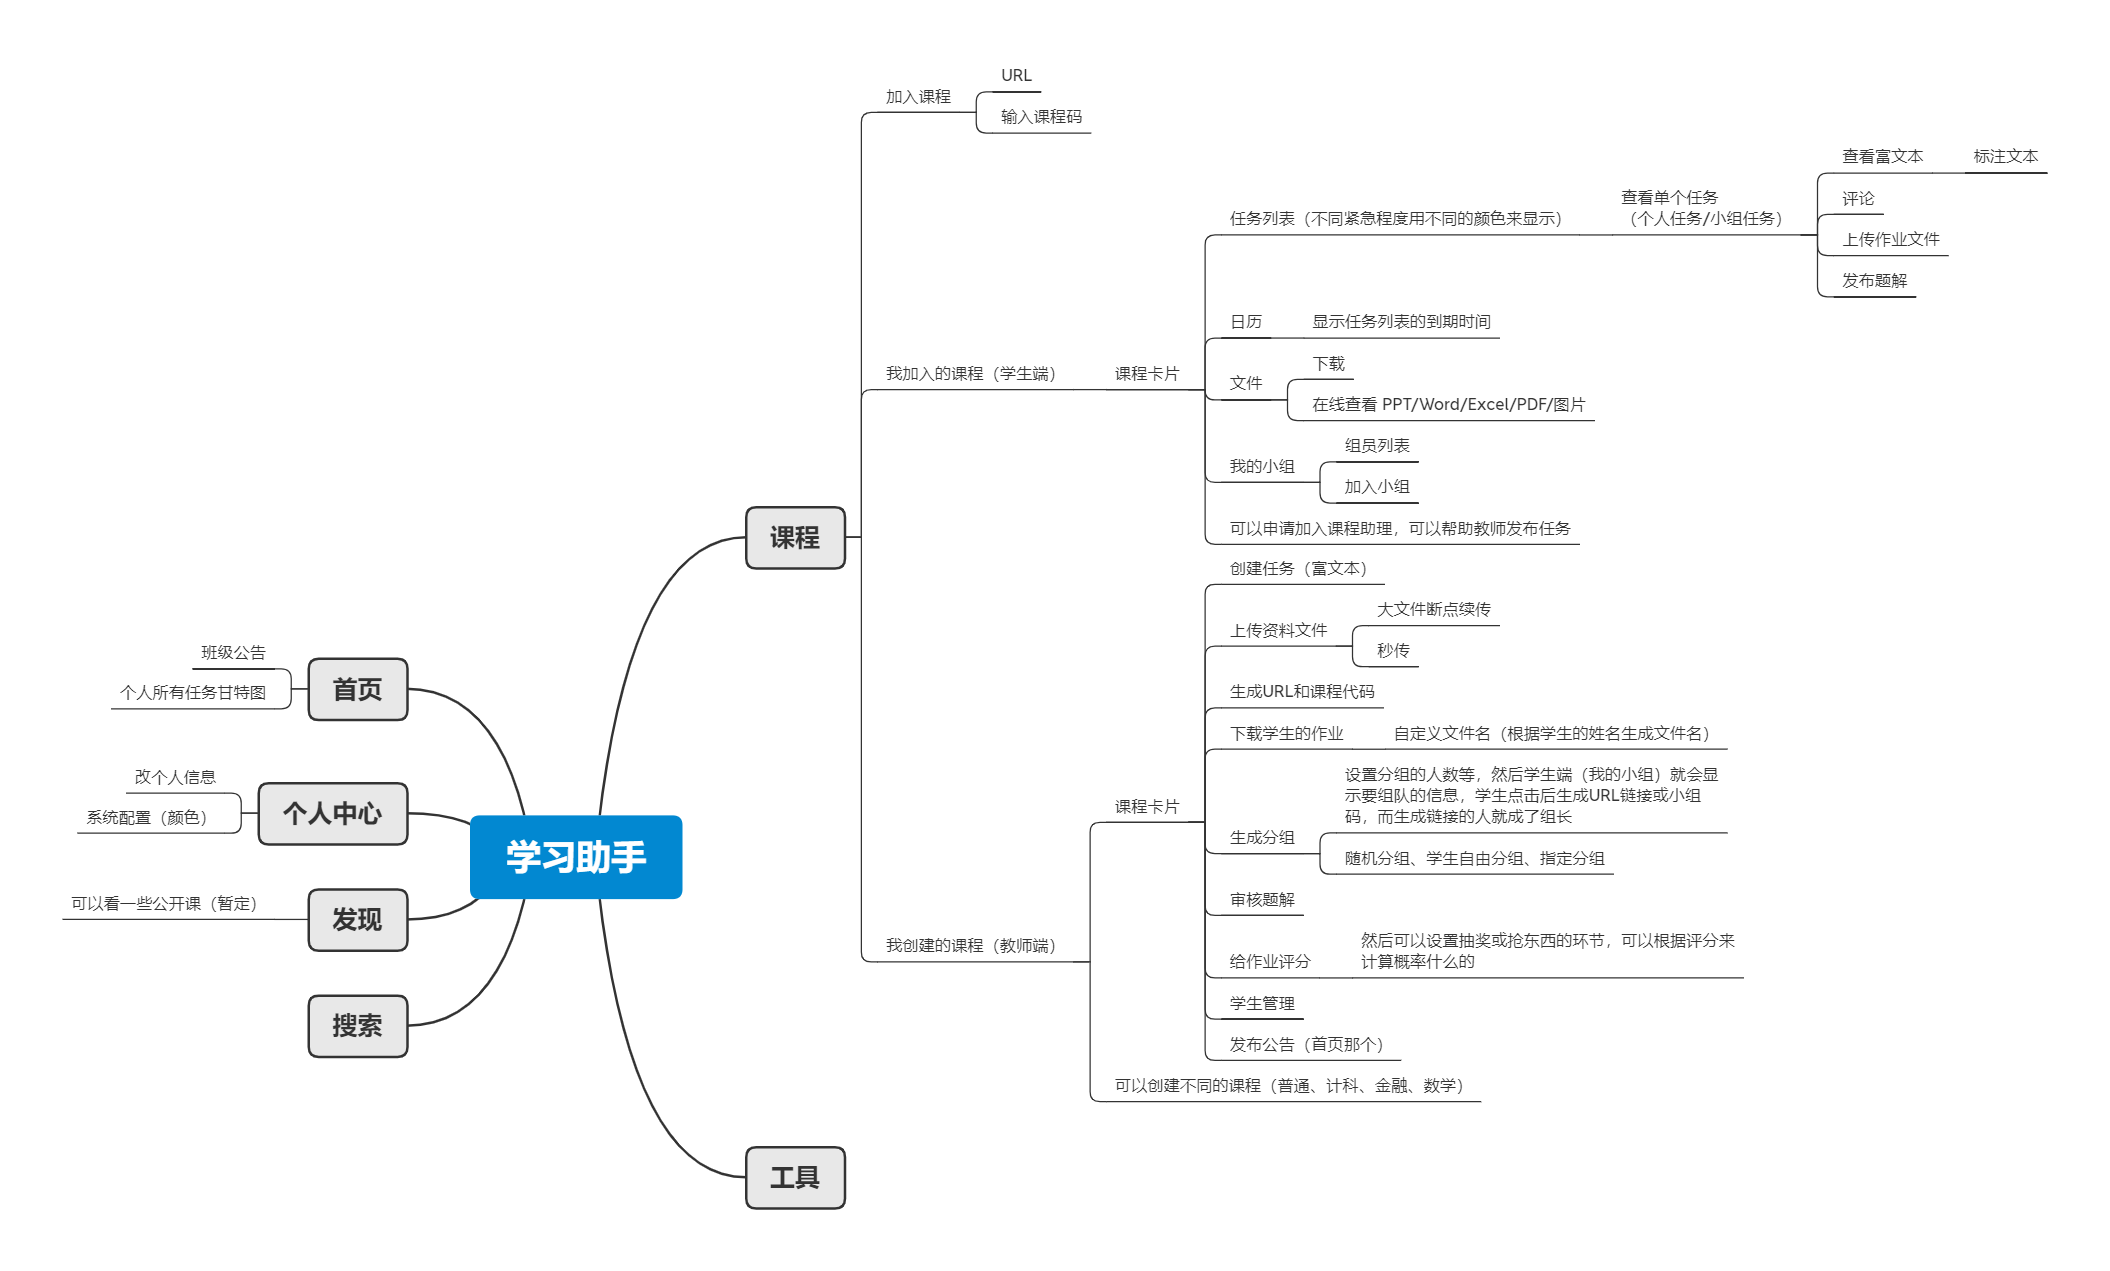 学习助手
课程
加入课程
URL
输入课程码
我加入的课程（学生端）
课程卡片
任务列表（不同紧急程度用不同的颜色来显示）
查看单个任务
（个人任务/小组任务）
查看富文本
标注文本
评论
上传作业文件
发布题解
日历
显示任务列表的到期时间
文件
下载
在线查看 PPT/Word/Excel/PDF/图片
我的小组
组员列表
加入小组
可以申请加入课程助理，可以帮助教师发布任务
我创建的课程（教师端）
课程卡片
创建任务（富文本）
上传资料文件
大文件断点续传
秒传
生成URL和课程代码
下载学生的作业
自定义文件名（根据学生的姓名生成文件名）
生成分组
设置分组的人数等，然后学生端（我的小组）就会显
示要组队的信息，学生点击后生成URL链接或小组
码，而生成链接的人就成了组长
随机分组、学生自由分组、指定分组
审核题解
给作业评分
然后可以设置抽奖或抢东西的环节，可以根据评分来
计算概率什么的
学生管理
发布公告（首页那个）
可以创建不同的课程（普通、计科、金融、数学）
工具
首页
班级公告
个人所有任务甘特图
个人中心
改个人信息
系统配置（颜色）
发现
可以看一些公开课（暂定）
搜索